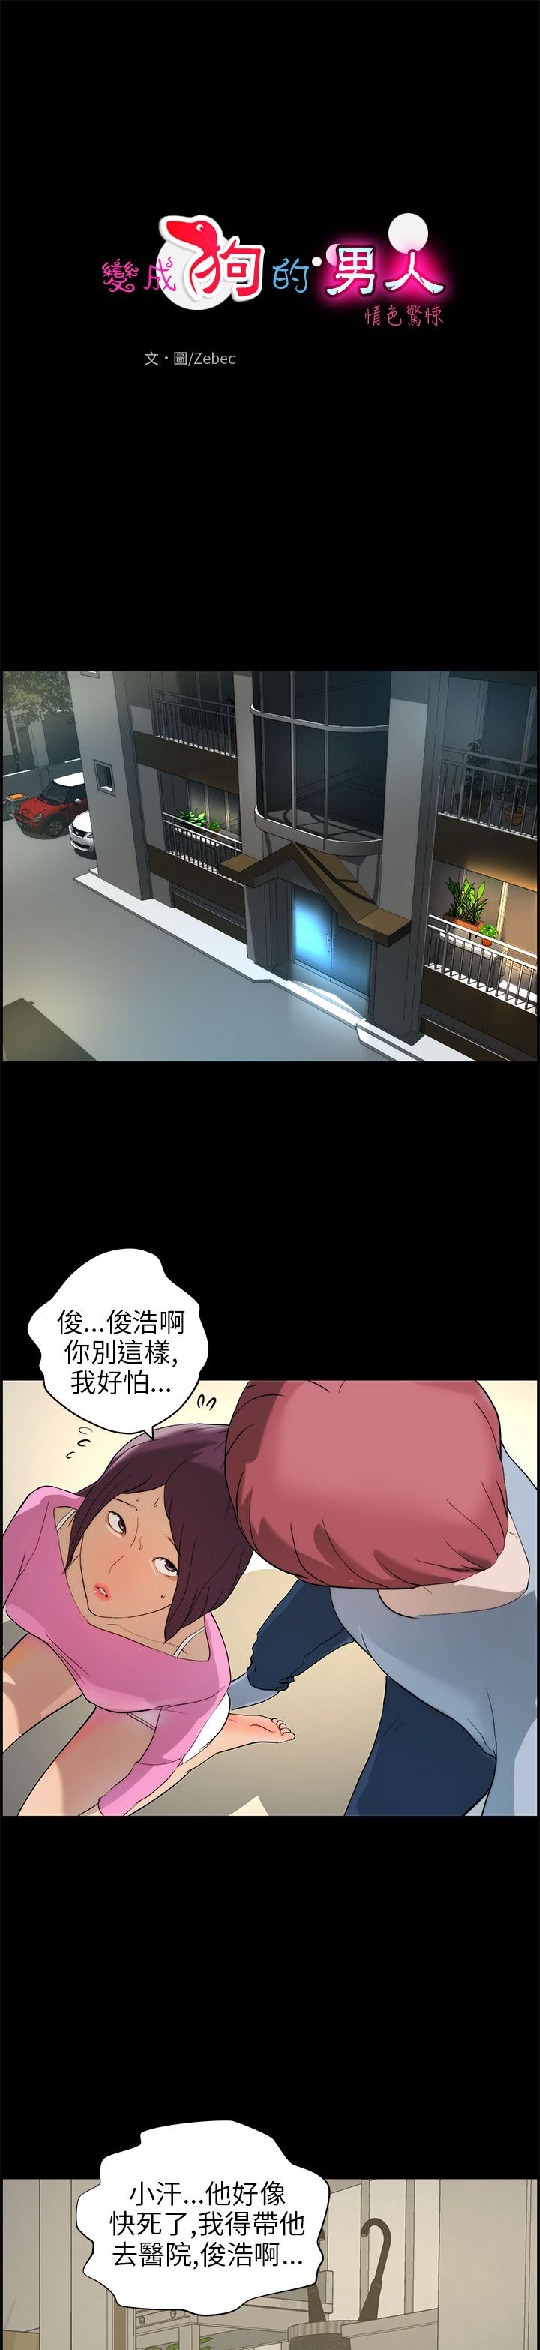 變成狗的男人
情色驚悚
文·圖/Zebec
俊...俊浩啊
你別這樣,
我好怕...
小汗...他好像
快死了,我得帶他
去醫院,俊浩啊...